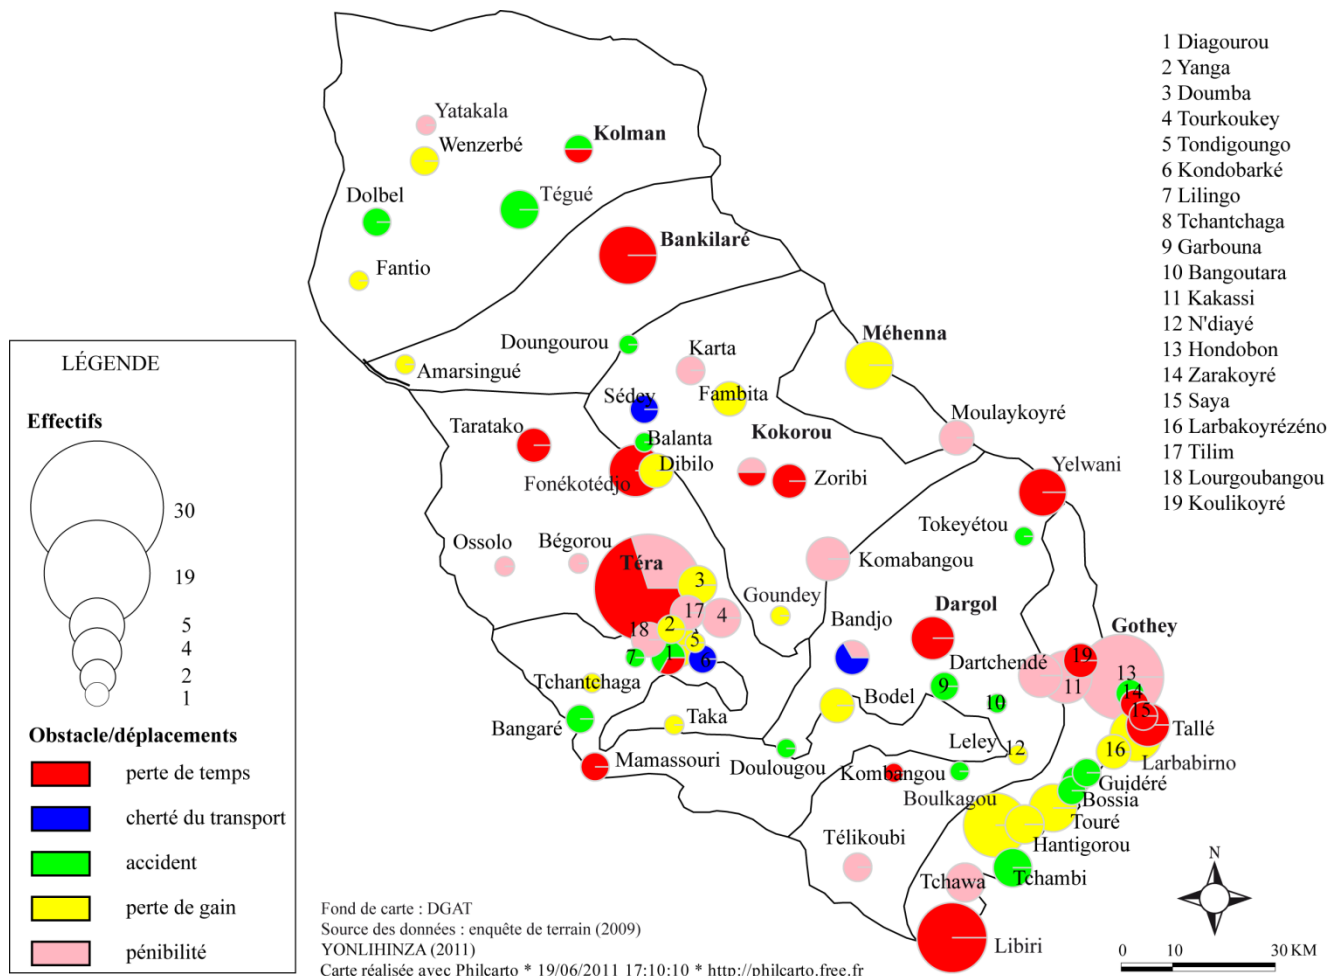 1 Diagourou
2 Yanga
3 Doumba
4 Tourkoukey
5 Tondigoungo
6 Kondobarké
7 Lilingo
8 Tchantchaga
9 Garbouna
10 Bangoutara
11 Kakassi
12 N'diayé
13 Hondobon
14 Zarakoyré
15 Saya
16 Larbakoyrézéno
17 Tilim
18 Lourgoubangou
19 Koulikoyré
Yatakala
Wenzerbé
Kolman
Dolbel
Tégué
Bankilaré
Fantio
Doungourou
Karta
Méhenna
Amarsingué
Sédey
Fambita
Moulaykoyré
Taratako
Balanta
Kokorou
Dibilo
Fonékotédjo
Zoribi
Yelwani
Tokeyétou
Ossolo
Bégorou
Téra
Komabangou
3
Goundey
17
4
Bandjo
Dargol
Gothey
18
2
5
7
1
6
Dartchendé
19
11
13
14
15
Tchantchaga
9
10
Bangaré
Taka
Bodel
Tallé
Leley
12
16
Larbabirno
Mamassouri
Doulougou
Kombangou
Boulkagou
Guidéré
Bossia
Touré
Hantigorou
Télikoubi
Tchawa
Tchambi
Libiri
LÉGENDE
Effectifs
30
19
5
4
2
1
Obstacle/déplacements
perte de temps
cherté du transport
accident
perte de gain
pénibilité
Fond de carte : DGAT
Source des données : enquête de terrain (2009)
YONLIHINZA (2011)
Carte réalisée avec Philcarto * 19/06/2011 17:10:10 * http://philcarto.free.fr
N
0 10 30 KM